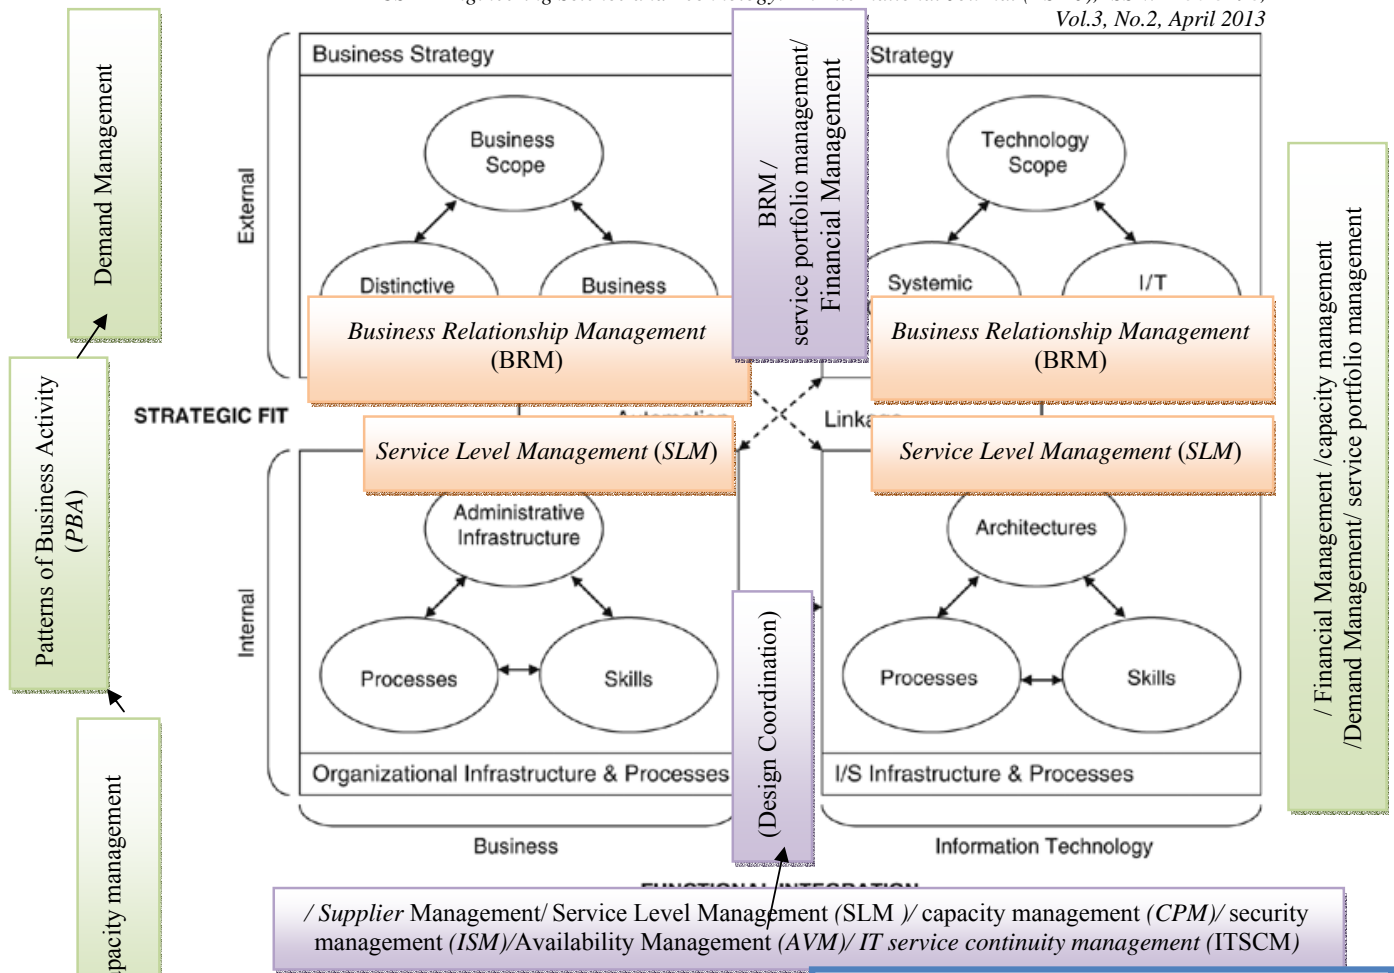 Vol.3, No.2, April 2013
Demand Management
Business Strategy
BRM /
service portfolio management/
Financial Management
Strategy
External
Business
Scope
Technology
Scope
Distinctive
Business
Systemic
I/T
Business Relationship Management
(BRM)
Business Relationship Management
(BRM)
/ Financial Management /capacity management
/Demand Management/ service portfolio management
Patterns of Business Activity
(PBA)
STRATEGIC FIT
Service Level Management (SLM)
Service Level Management (SLM)
Internal
Administrative
Infrastructure
Architectures
Processes
Skills
Processes
Skills
(Design Coordination)
Organizational Infrastructure & Processes
I/S Infrastructure & Processes
Business
Information Technology
management
/ Supplier Management/ Service Level Management (SLM )/ capacity management (CPM)/ security
management (ISM)/Availability Management (AVM)/ IT service continuity management (ITSCM)